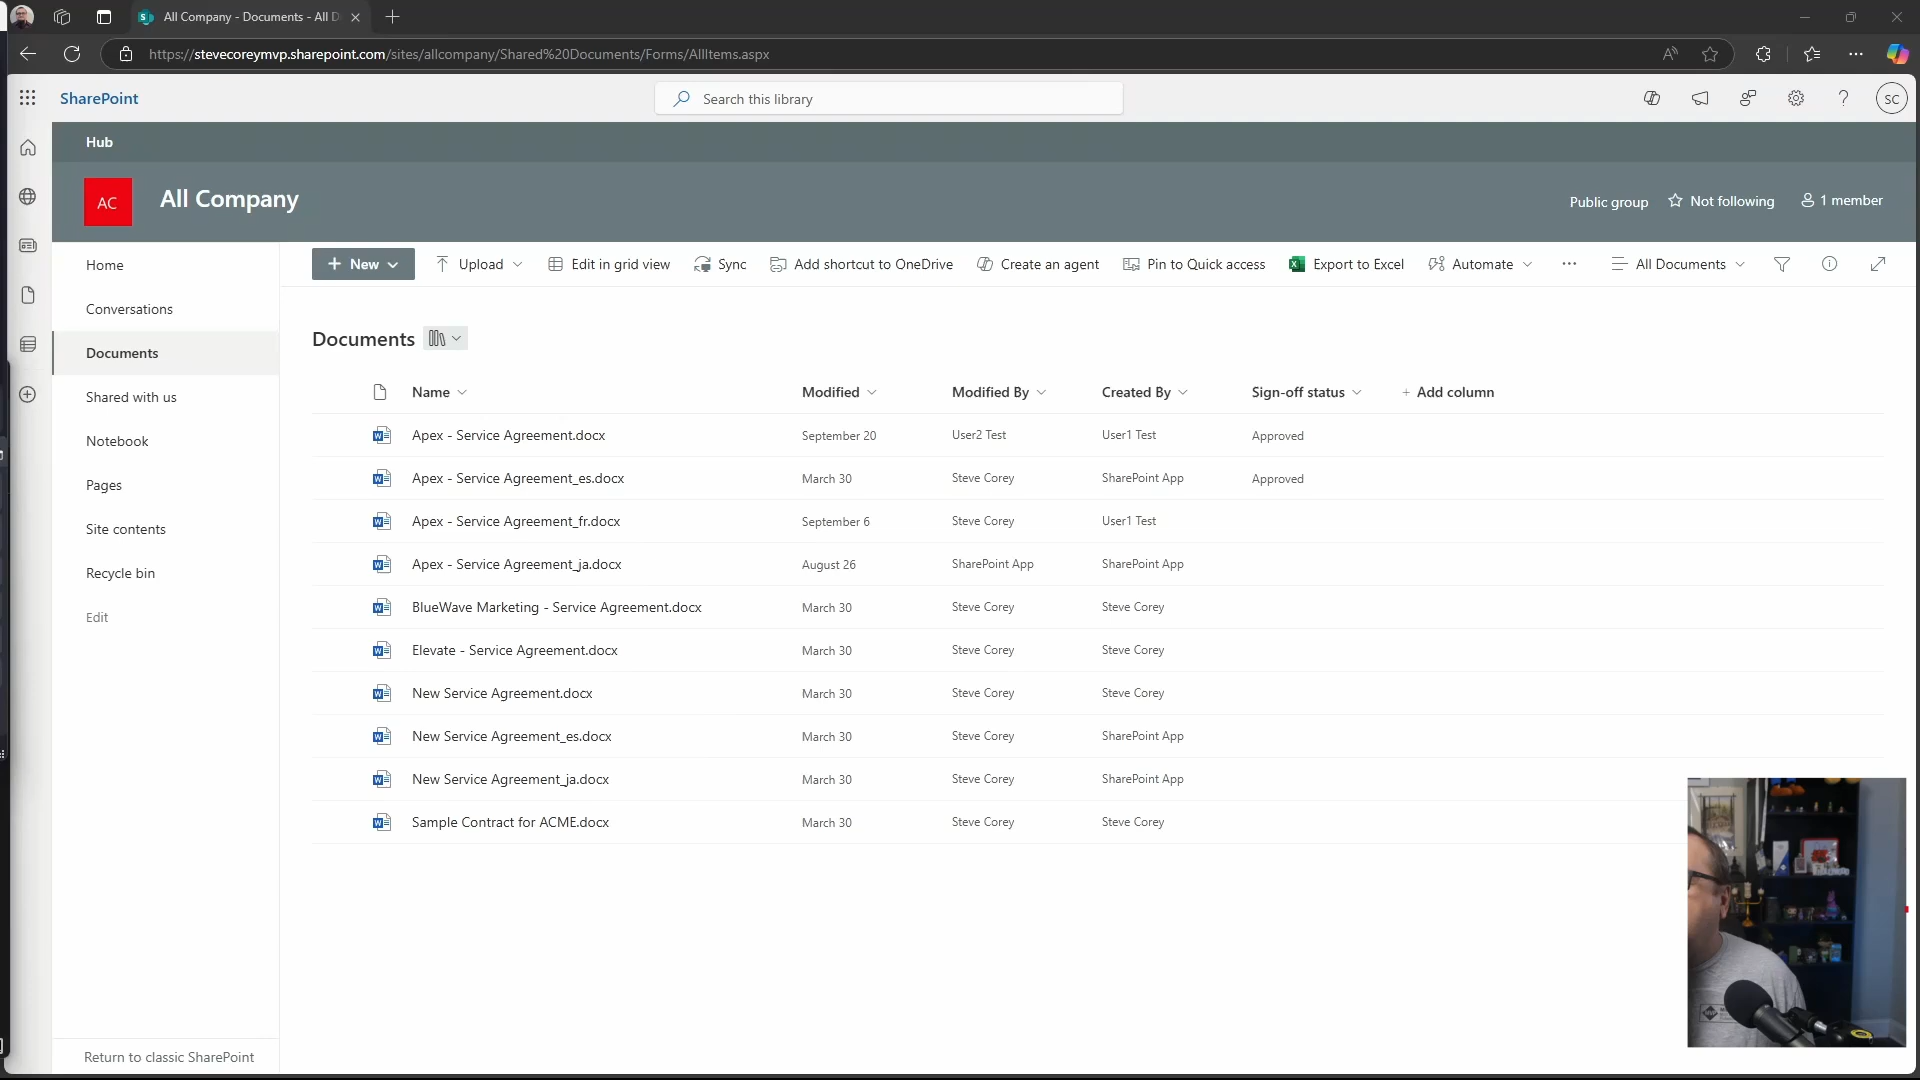 All Company - Documents - All D
https://stevecoreymvp.sharepoint.com/sites/allcompany/Shared%20Documents/Forms/AllItems.aspx
SharePoint
Search this library
SC
Hub
AC
All Company
Public group
Not following
1 member
Home
Conversations
Documents
Shared with us
Notebook
Pages
Site contents
Recycle bin
Edit
Return to classic SharePoint
+ New Upload Edit in grid view Sync Add shortcut to OneDrive Create an agent Pin to Quick access Export to Excel Automate ... All Documents
Documents
Name Modified Modified By Created By Sign-off status + Add column
Apex - Service Agreement.docx September 20 User2 Test User1 Test Approved
Apex - Service Agreement_es.docx March 30 Steve Corey SharePoint App Approved
Apex - Service Agreement_fr.docx September 6 Steve Corey User1 Test
Apex - Service Agreement_ja.docx August 26 SharePoint App SharePoint App
BlueWave Marketing - Service Agreement.docx March 30 Steve Corey Steve Corey
Elevate - Service Agreement.docx March 30 Steve Corey Steve Corey
New Service Agreement.docx March 30 Steve Corey Steve Corey
New Service Agreement_es.docx March 30 Steve Corey SharePoint App
New Service Agreement_ja.docx March 30 Steve Corey SharePoint App
Sample Contract for ACME.docx March 30 Steve Corey Steve Corey